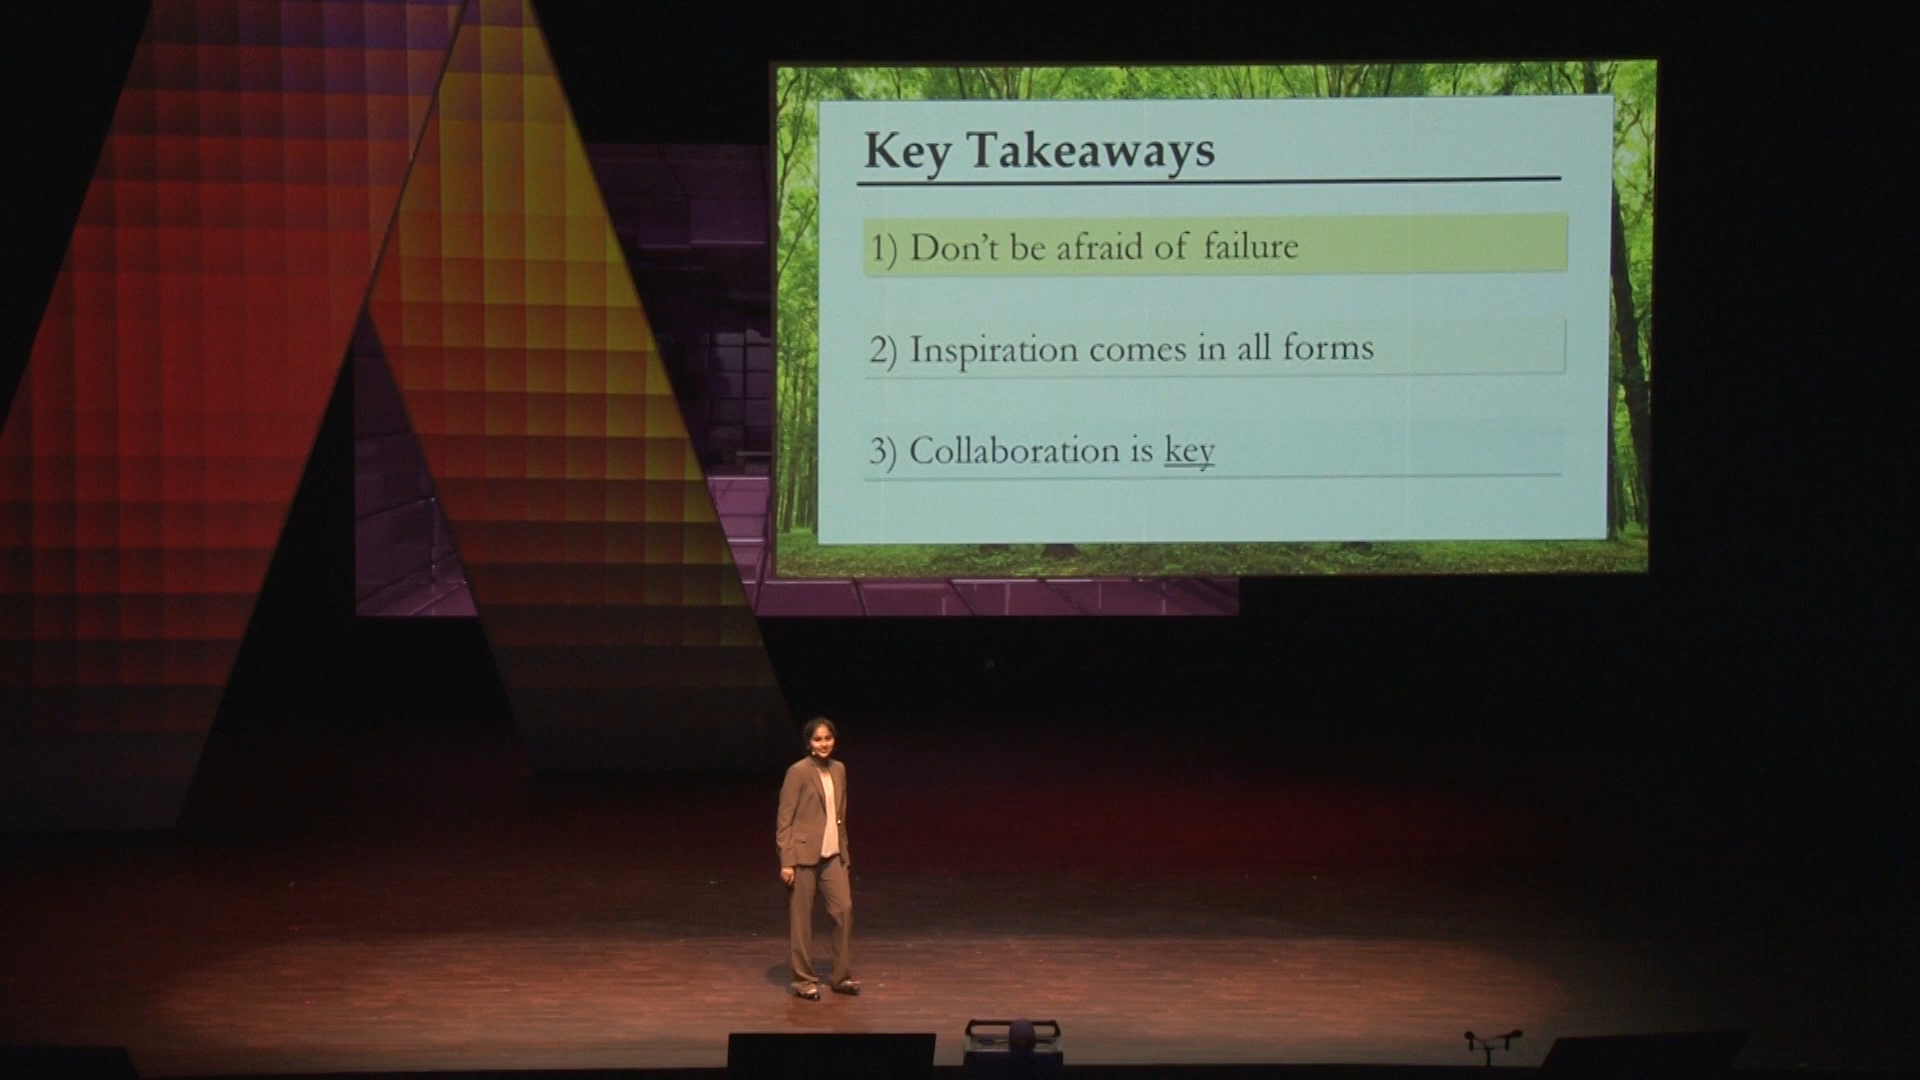 Key Takeaways
1) Don't be afraid of failure
2) Inspiration comes in all forms
3) Collaboration is key